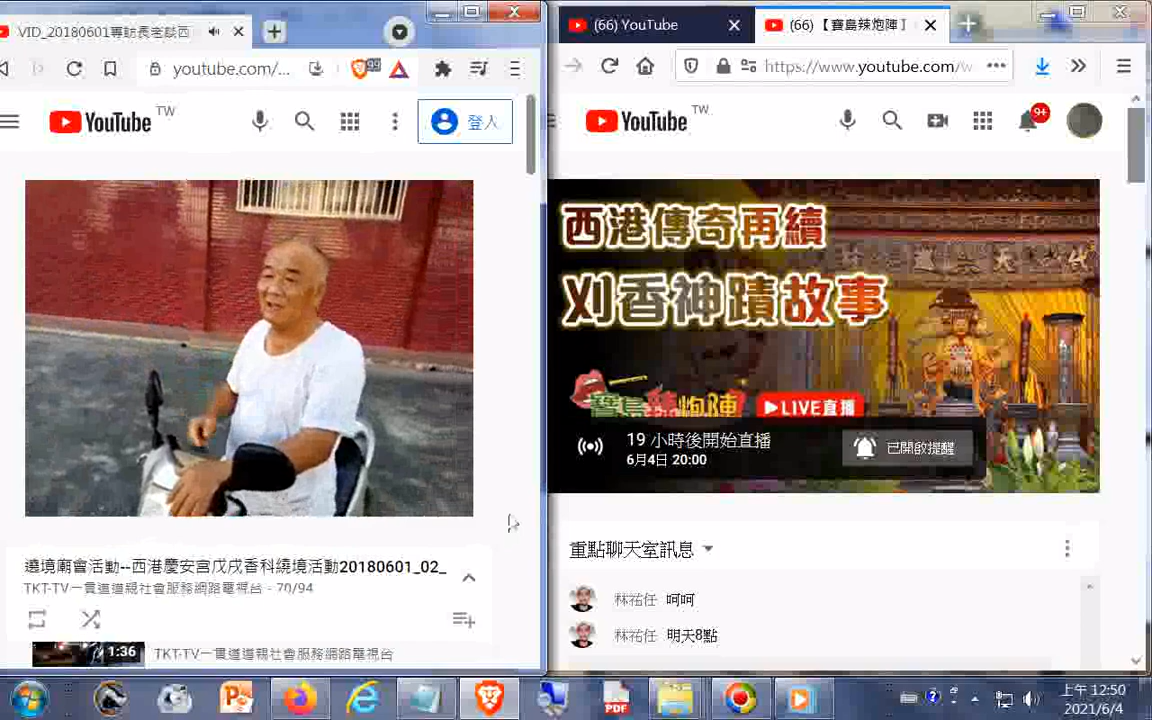 VID_20180601專訪長老談西
youtube.com/...
99
YouTube TW
登入
遶境廟會活動--西港慶安宮戊戌香科繞境活動20180601_02_
TKT-TV一貫道道親社會服務網路電視台 - 70/94
1:36
TKT-TV一貫道道親社會服務網路電視台
(66) YouTube
(66) 【寶島辣炮陣】
https://www.youtube.com/w
YouTube TW
9+
西港傳奇再續
刈香神蹟故事
寶島辣炮陣
LIVE直播
19 小時後開始直播
6月4日 20:00
已開啟提醒
重點聊天室訊息
林祐任 呵呵
林祐任 明天8點
PDF
上午 12:50
2021/6/4